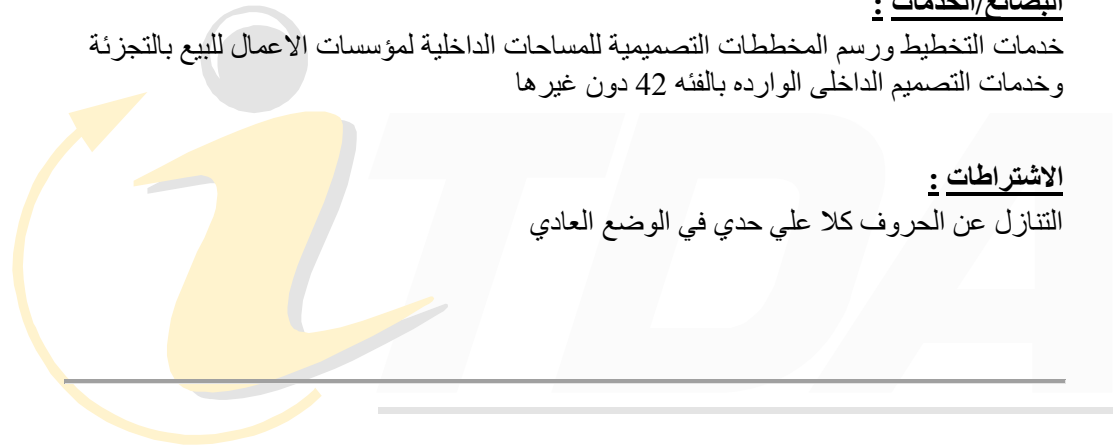 البضائع/الخدمات :
خدمات التخطيط ورسم المخططات التصميمية للمساحات الداخلية لمؤسسات الاعمال للبيع بالتجزئة
وخدمات التصميم الداخلى الوارده بالفئه 42 دون غيرها
الاشتراطات :
التنازل عن الحروف كلا علي حدي في الوضع العادي
iTDA